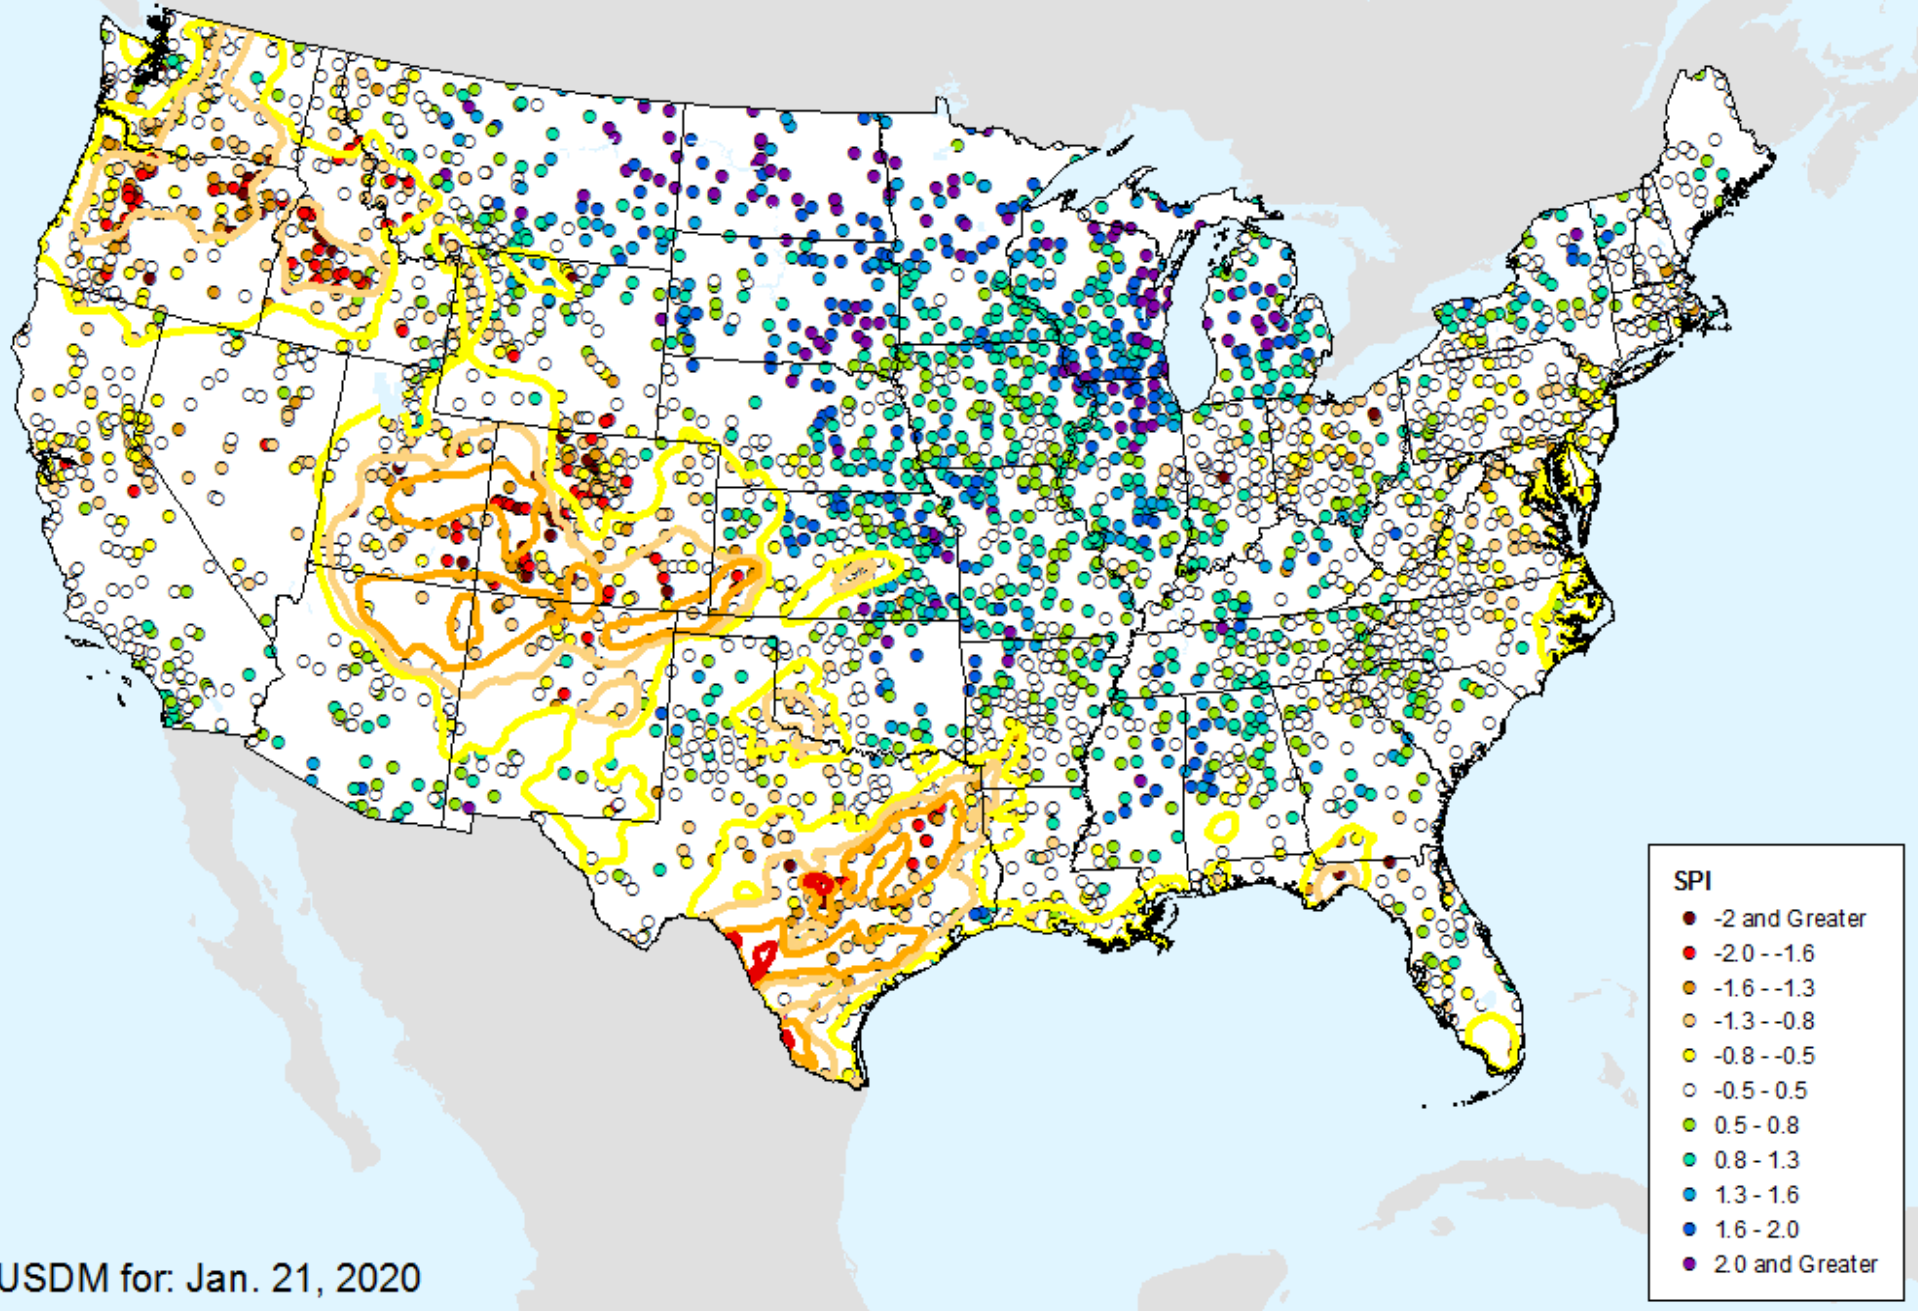 SPI
-2 and Greater
-2.0 - -1.6
-1.6 - -1.3
-1.3 - -0.8
-0.8 - -0.5
-0.5 - 0.5
0.5 - 0.8
0.8 - 1.3
1.3 - 1.6
1.6 - 2.0
2.0 and Greater
USDM for: Jan. 21, 2020